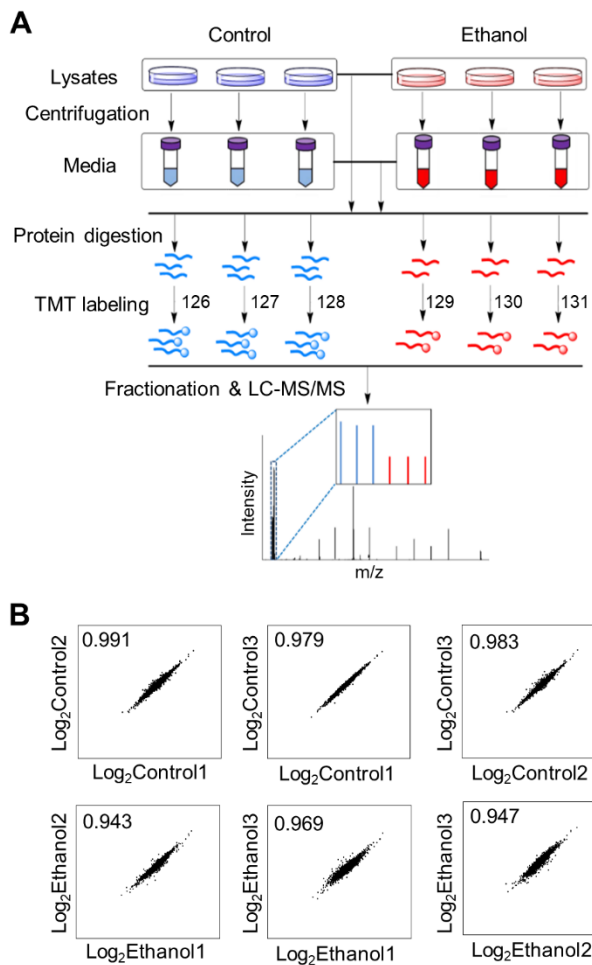 A
Control Ethanol
Lysates
Centrifugation
Media
Protein digestion
TMT labeling 126 127 128 129 130 131
Fractionation & LC-MS/MS
Intensity
m/z
B
0.991 0.979 0.983
Log₂Control2 Log₂Control3 Log₂Control3
Log₂Control1 Log₂Control1 Log₂Control2
0.943 0.969 0.947
Log₂Ethanol2 Log₂Ethanol3 Log₂Ethanol3
Log₂Ethanol1 Log₂Ethanol1 Log₂Ethanol2